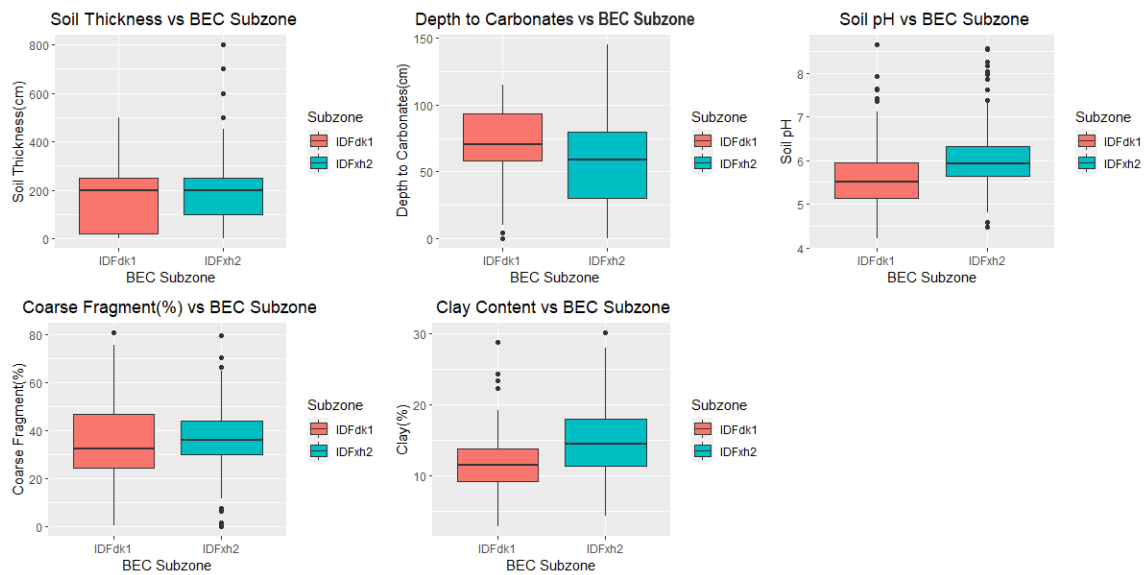 Soil Thickness vs BEC Subzone
800
600
400
200
0
Soil Thickness(cm)
IDFdk1
IDFxh2
BEC Subzone
Subzone
IDFdk1
IDFxh2
Depth to Carbonates vs BEC Subzone
150
100
50
0
Depth to Carbonates(cm)
IDFdk1
IDFxh2
BEC Subzone
Subzone
IDFdk1
IDFxh2
Soil pH vs BEC Subzone
8
7
6
5
4
Soil pH
IDFdk1
IDFxh2
BEC Subzone
Subzone
IDFdk1
IDFxh2
Coarse Fragment(%) vs BEC Subzone
80
60
40
20
0
Coarse Fragment(%)
IDFdk1
IDFxh2
BEC Subzone
Subzone
IDFdk1
IDFxh2
Clay Content vs BEC Subzone
30
20
10
Clay(%)
IDFdk1
IDFxh2
BEC Subzone
Subzone
IDFdk1
IDFxh2